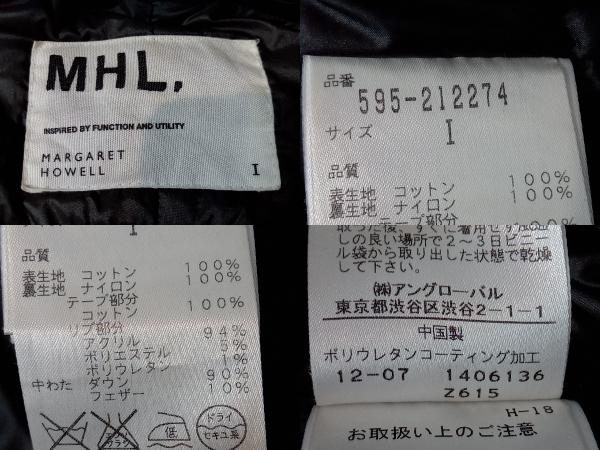 MHL.
INSPIRED BY FUNCTION AND UTILITY
MARGARET
HOWELL
I
品番
595-212274
サイズ
I
品質
表生地 コットン 100%
裏生地 ナイロン 100%
テープ部分
品質
表生地 コットン 100%
裏生地 ナイロン 100%
テープ部分
コットン 100%
リブ部分
アクリル 94%
ポリエステル 5%
ポリウレタン 1%
中わた ダウン 90%
フェザー 10%
エンソ
サラシ
低
ドライ
セキユ系
しの良い場所で2〜3日ビニー
ル袋から取り出した状態で乾燥
して下さい。
㈱アングローバル
東京都渋谷区渋谷2-1-1
中国製
ポリウレタンコーティング加工
12-07 1406136
Z615
H-18
お取扱い上のご注意